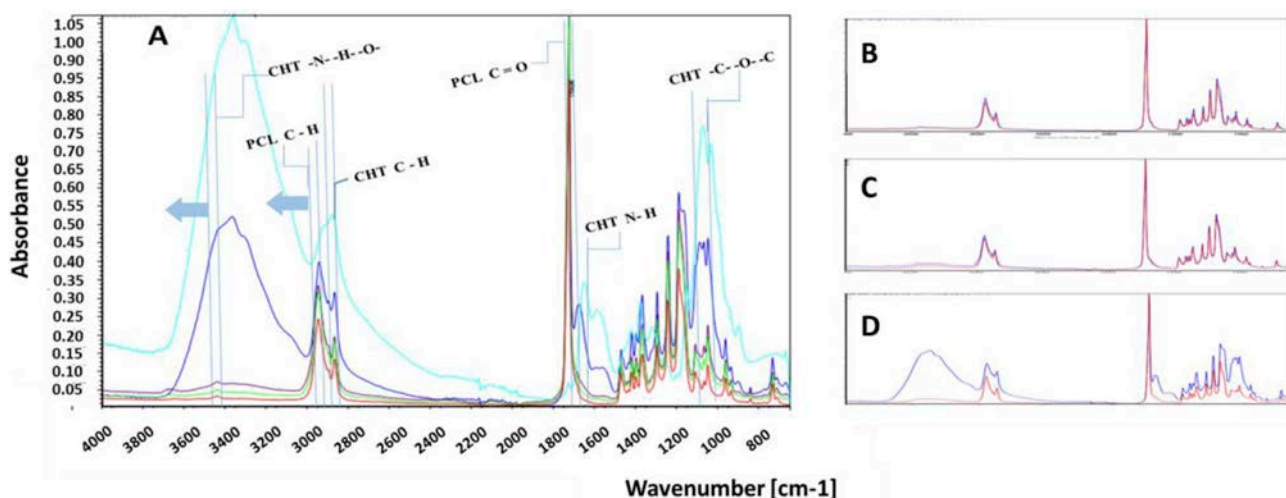 A
Absorbance
1.05
1.00
0.95
0.90
0.85
0.80
0.75
0.70
0.65
0.60
0.55
0.50
0.45
0.40
0.35
0.30
0.25
0.20
0.15
0.10
0.05
CHT -N- -H- -O-
PCL C - H
CHT C - H
PCL C = O
CHT -C- -O- -C
CHT N- H
4000 3800 3600 3400 3200 3000 2800 2600 2400 2200 2000 1800 1600 1400 1200 1000 800
Wavenumber [cm-1]
B
C
D